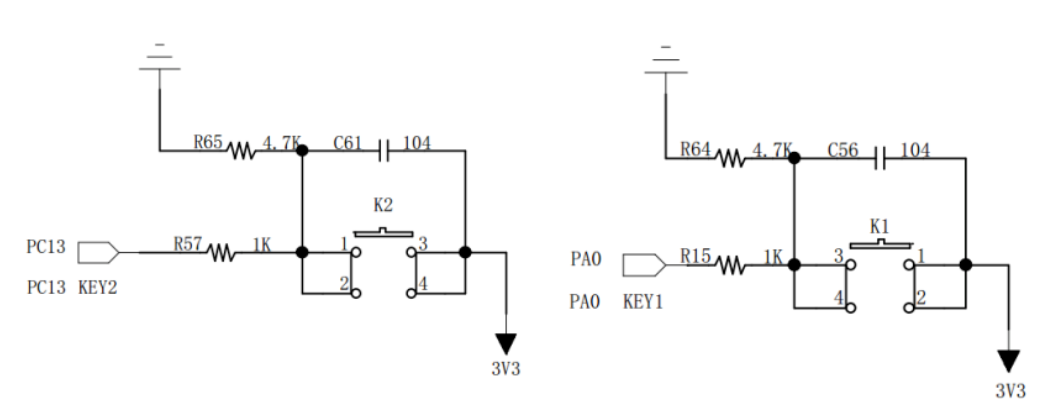 R65 4.7K C61 104
K2
PC13 R57 1K 1 3
PC13 KEY2 2 4
3V3
R64 4.7K C56 104
K1
PA0 R15 1K 3 1
PA0 KEY1 4 2
3V3